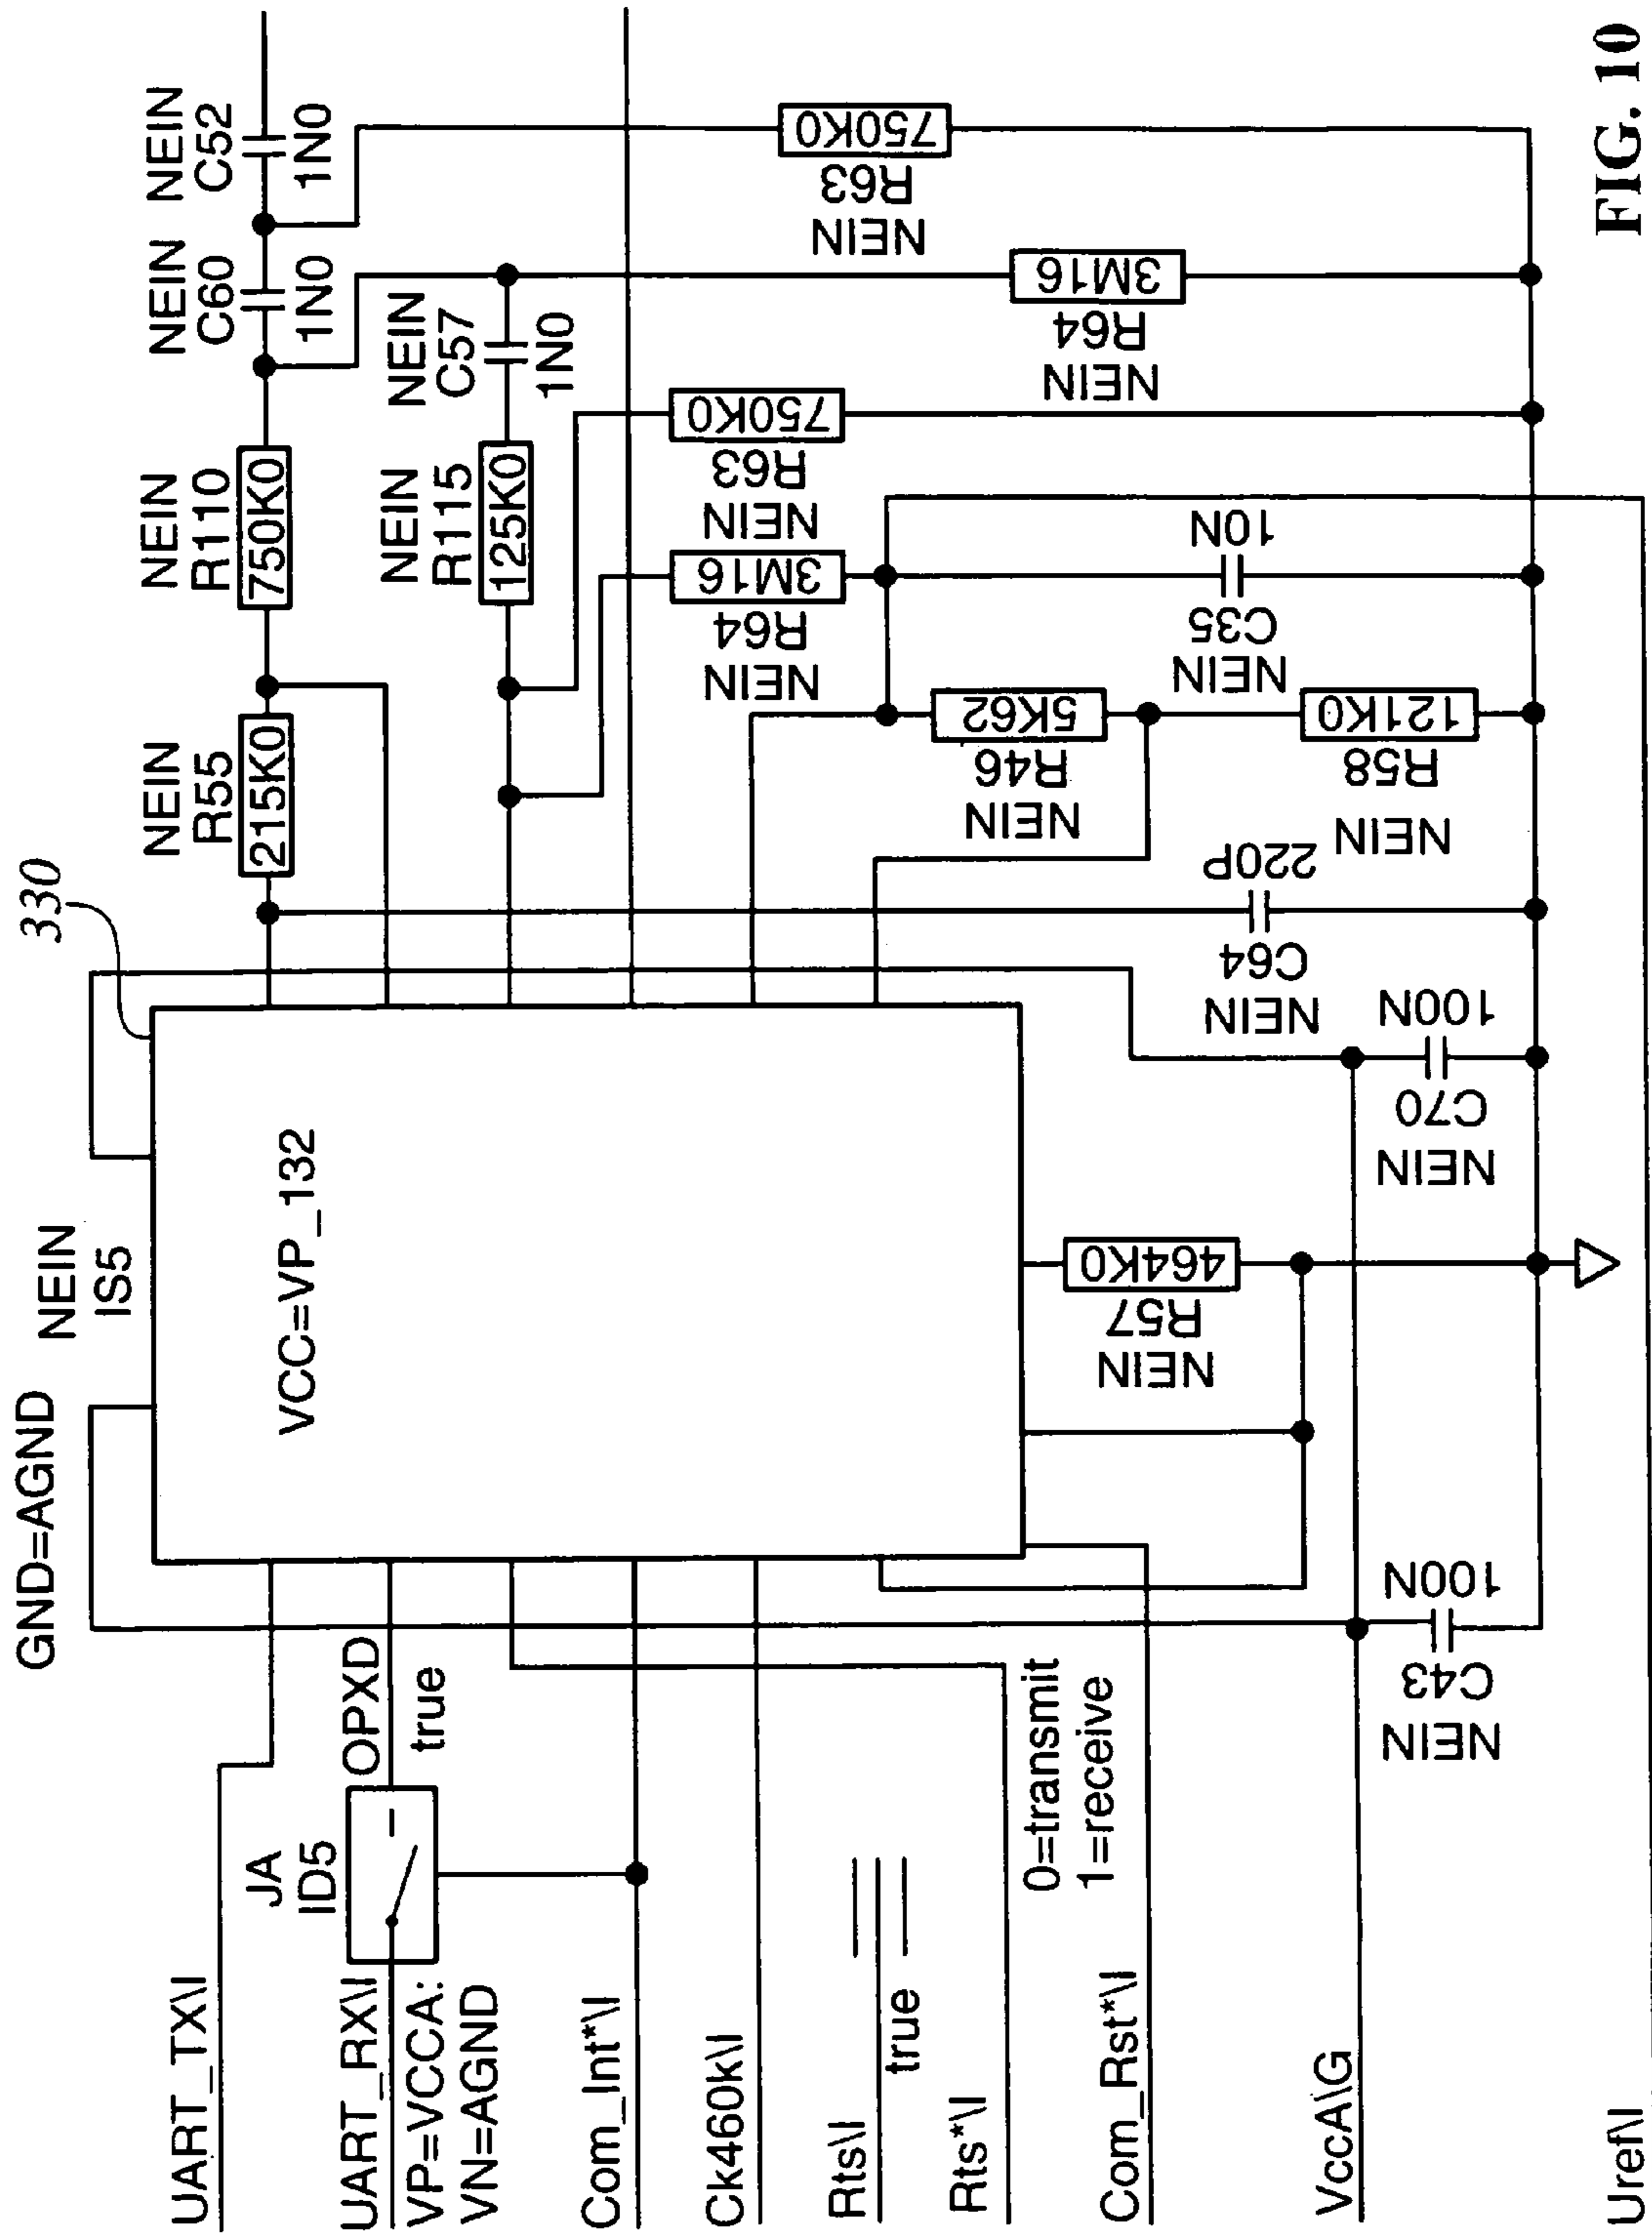 GND=AGND
NEIN
IS5
330
VCC=VP_132
UART_TX\I
UART_RX\I
VP=VCCA:
VN=AGND
JA
ID5
OPXD
true
Com_Int*\I
Ck460k\I
Rts\I
true
Rts*\I
0=transmit
1=receive
Com_Rst*\I
VccA\G
Uref\I
NEIN
R55
215K0
NEIN
R110
750K0
NEIN
C60
1N0
NEIN
C52
1N0
NEIN
R115
125K0
NEIN
C57
1N0
750K0
R63
NEIN
3M16
R64
NEIN
750K0
R63
NEIN
3M16
R64
NEIN
10N
C35
NEIN
5K62
R46
NEIN
121K0
R58
NEIN
220P
C64
NEIN
100N
C70
NEIN
464K0
R57
NEIN
100N
C43
NEIN
FIG. 10